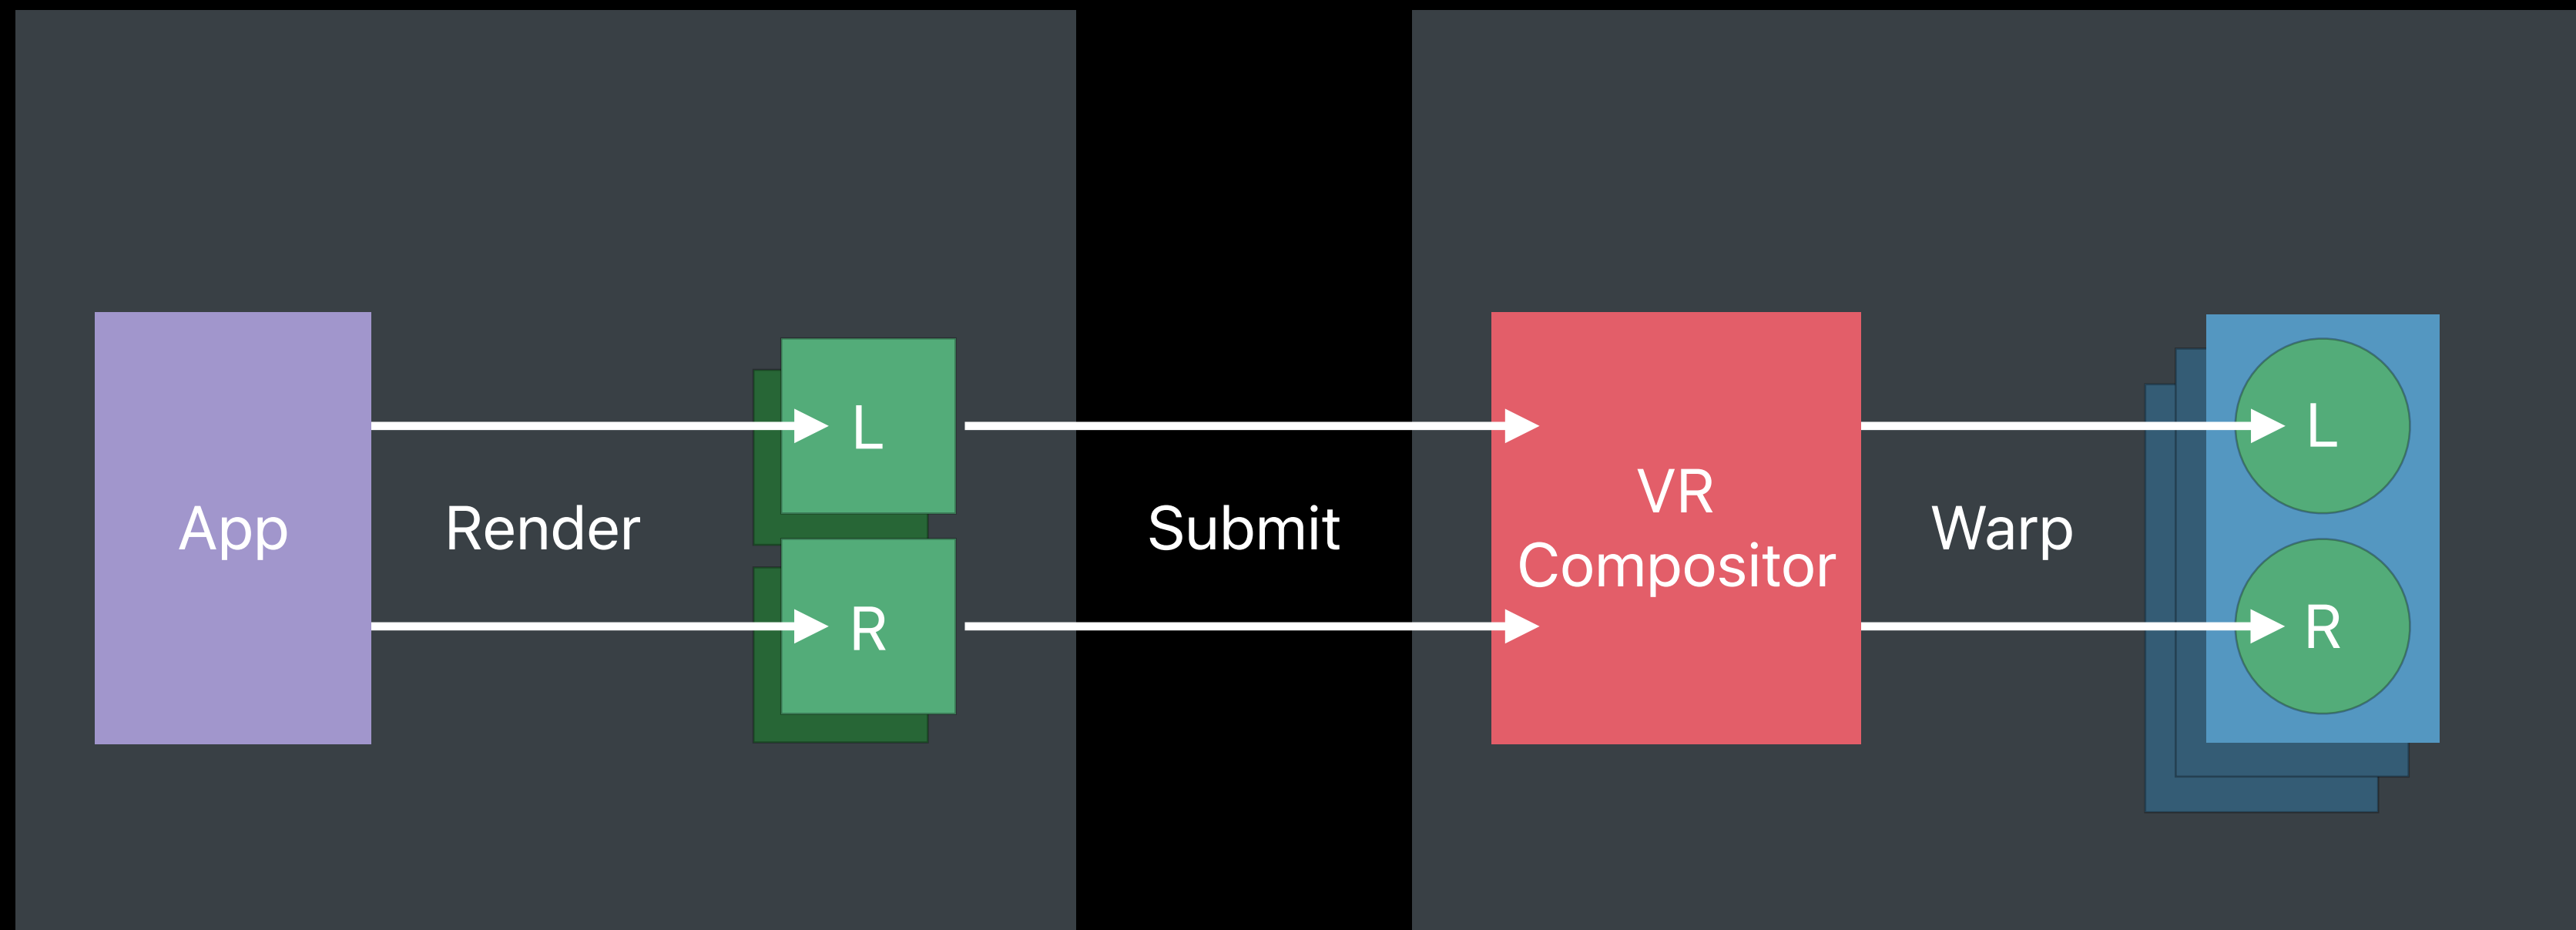 App
Render
L
R
Submit
VR
Compositor
Warp
L
R